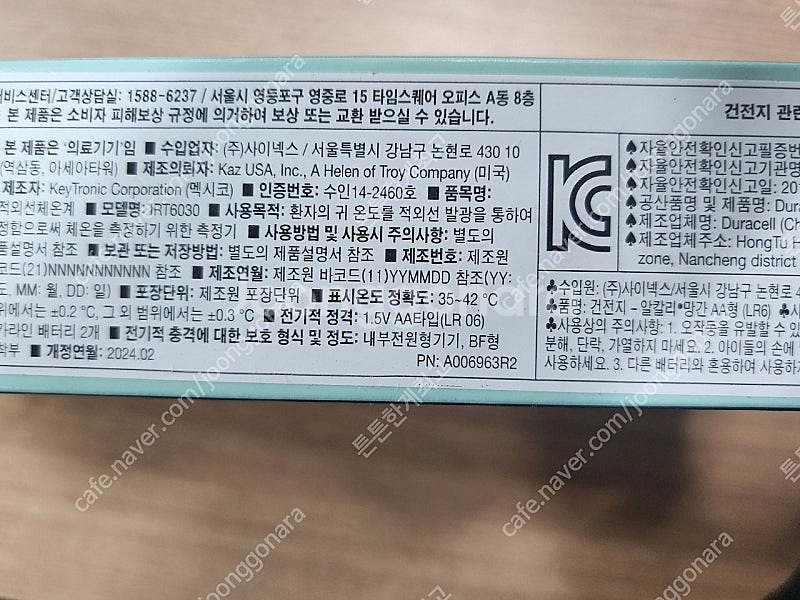 비스센터/고객상담실: 1588-6237 / 서울시 영등포구 영중로 15 타임스퀘어 오피스 A동 8층
본 제품은 소비자 피해보상 규정에 의거하여 보상 또는 교환 받으실 수 있습니다.
본 제품은 '의료기기'임 ■ 수입업자: (주)사이넥스 / 서울특별시 강남구 논현로 430 10
(역삼동, 아세아타워) ■ 제조의뢰자: Kaz USA, Inc., A Helen of Troy Company (미국)
제조자: KeyTronic Corporation (멕시코) ■ 인증번호: 수인14-2460호 ■ 품목명:
적외선체온계 ■ 모델명: IRT6030 ■ 사용목적: 환자의 귀 온도를 적외선 발광을 통하여
정함으로써 체온을 측정하기 위한 측정기 ■ 사용방법 및 사용시 주의사항: 별도의
품설명서 참조 ■ 보관 또는 저장방법: 별도의 제품설명서 참조 ■ 제조번호: 제조원
코드(21)NNNNNNNNNNN 참조 ■ 제조연월: 제조원 바코드(11)YYMMDD 참조(YY:
도, MM: 월, DD: 일) ■ 포장단위: 제조원 포장단위 ■ 표시온도 정확도: 35~42 °C
위에서는 ±0.2 °C, 그 외 범위에서는 ±0.3 °C ■ 전기적 정격: 1.5V AA타입(LR 06)
카라인 배터리 2개 ■ 전기적 충격에 대한 보호 형식 및 정도: 내부전원형기기, BF형
착부 ■ 개정연월: 2024.02
PN: A006963R2
건전지 관련
♠자율안전확인신고필증번
♠자율안전확인신고기관명
♠자율안전확인신고일: 20
♠공산품명 및 제품명: Dura
♠제조업체명: Duracell (Ch
♠제조업체주소: HongTu H
zone, Nancheng district
♣수입원: (주)사이넥스/서울시 강남구 논현로 4
♣품명: 건전지 – 알칼리•망간 AA형 (LR6) ♣사
♣사용상의 주의사항: 1. 오작동을 유발할 수 있
분해, 단락, 가열하지 마세요. 2. 아이들의 손에
사용하세요. 3. 다른 배터리와 혼용하여 사용하지
cafe.naver.com/joonggonara
튼튼한계피고
cafe.naver.com/joonggonara
cafe.naver.com/joonggonara